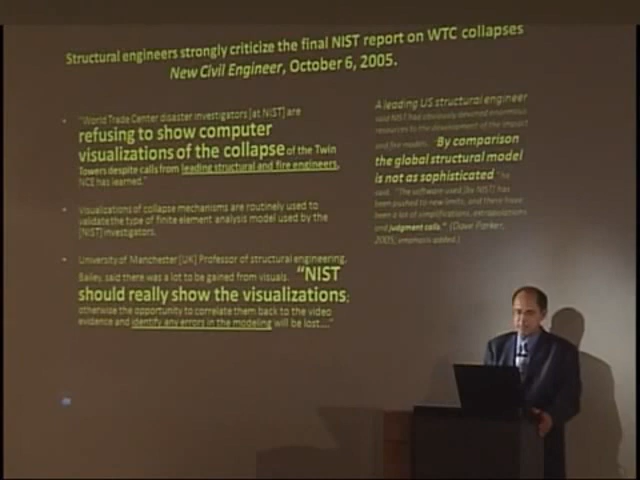 Structural engineers strongly criticize the final NIST report on WTC collapses
New Civil Engineer, October 6, 2005.
"World Trade Center disaster investigators [at NIST] are
refusing to show computer
visualizations of the collapse of the Twin
Towers despite calls from leading structural and fire engineers,
NCE has learned."
Visualizations of collapse mechanisms are routinely used to
validate the type of finite element analysis model used by the
[NIST] investigators.
University of Manchester [UK] Professor of structural engineering,
Bailey, said there was a lot to be gained from visuals. "NIST
should really show the visualizations;
otherwise the opportunity to correlate them back to the video
evidence and identify any errors in the modeling will be lost...."
A leading US structural engineer
said NIST had obviously devoted enormous
resources to the development of the impact
and fire models. "By comparison
the global structural model
is not as sophisticated" he
said. "The software used [by NIST] has
been pushed to new limits, and there have
been a lot of simplifications, extrapolations
and judgment calls." (Dave Parker,
2005, emphasis added.)